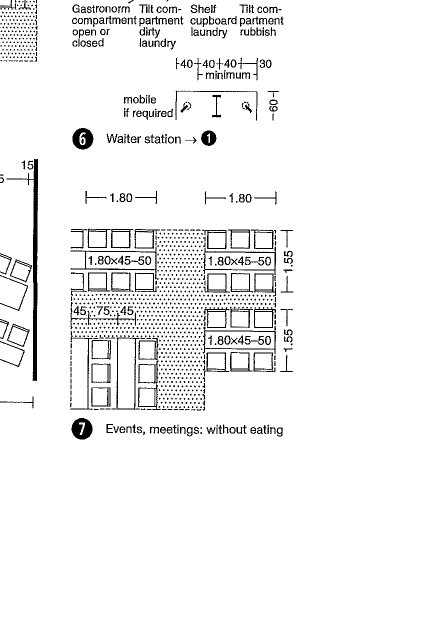 Gastronorm Tilt com- Shelf Tilt com-
compartment partment cupboard partment
open or dirty laundry rubbish
closed laundry
40 40 40 30
minimum
mobile
if required
60
6 Waiter station → 1
15
5
1.80 1.80
1.80×45–50 1.80×45–50
1.55
45 75 45
1.80×45–50
1.55
7 Events, meetings: without eating